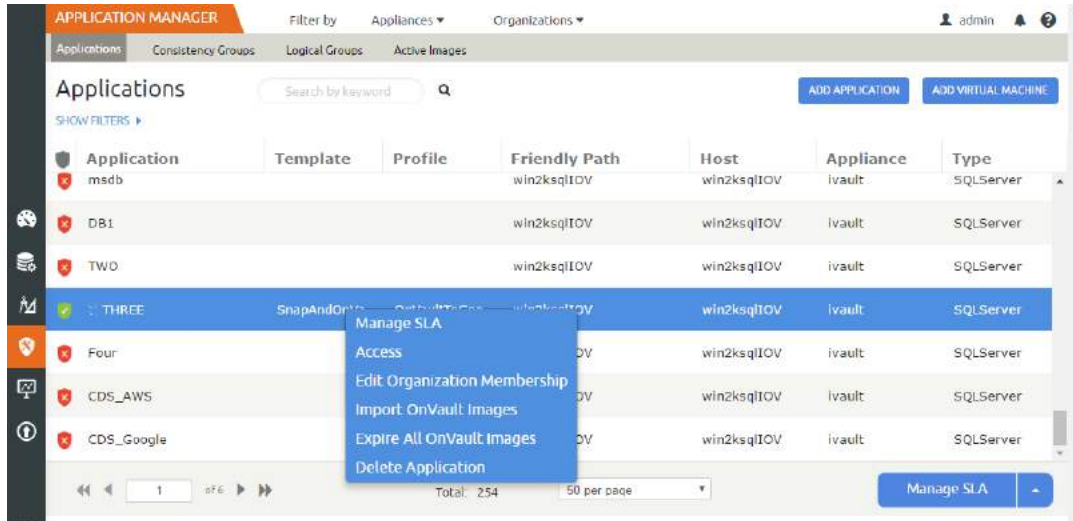 APPLICATION MANAGER Filter by Appliances ▾ Organizations ▾ admin
Applications Consistency Groups Logical Groups Active Images
Applications Search by keyword ADD APPLICATION ADD VIRTUAL MACHINE
SHOW FILTERS
Application Template Profile Friendly Path Host Appliance Type
msdb win2ksqlIOV win2ksqlIOV ivault SQLServer
DB1 win2ksqlIOV win2ksqlIOV ivault SQLServer
TWO win2ksqlIOV win2ksqlIOV ivault SQLServer
THREE win2ksqlIOV ivault SQLServer
Manage SLA
Access
Four OV win2ksqlIOV ivault SQLServer
Edit Organization Membership
CDS_AWS OV win2ksqlIOV ivault SQLServer
Import OnVault Images
Expire All OnVault Images
CDS_Google OV win2ksqlIOV ivault SQLServer
Delete Application
1 of 6 Total: 254 50 per page Manage SLA